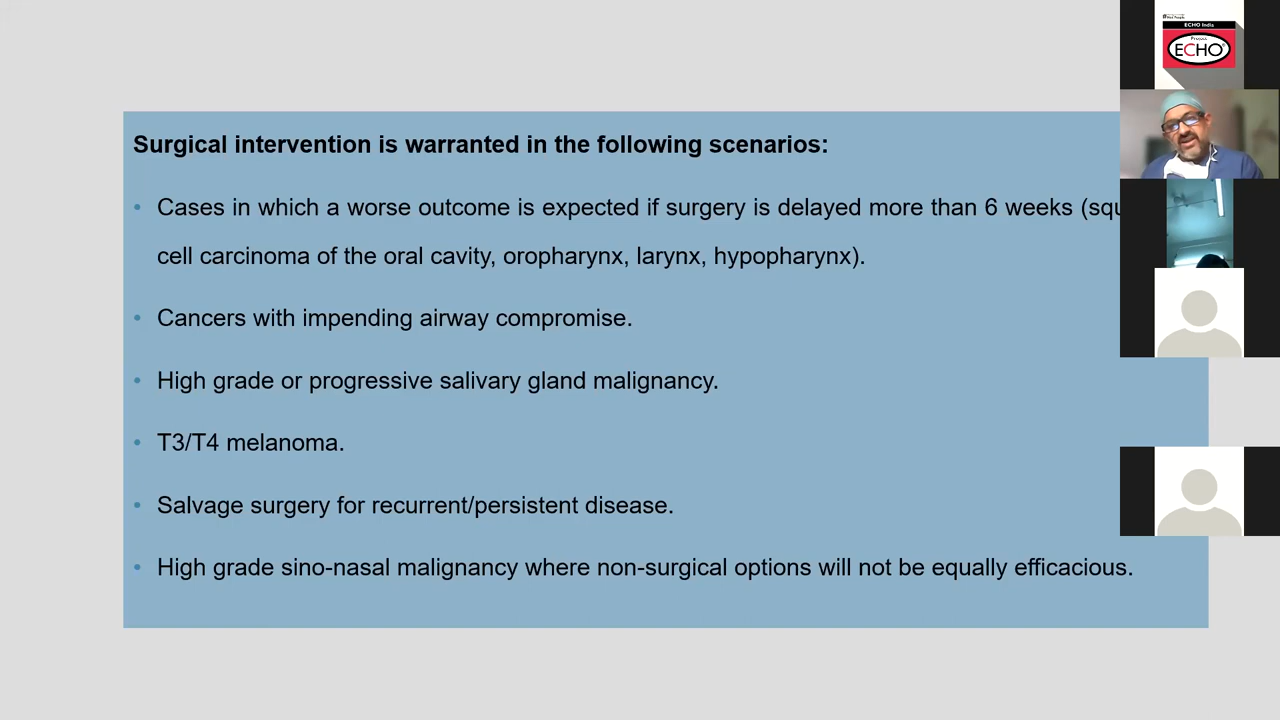 Surgical intervention is warranted in the following scenarios:
• Cases in which a worse outcome is expected if surgery is delayed more than 6 weeks
cell carcinoma of the oral cavity, oropharynx, larynx, hypopharynx).
• Cancers with impending airway compromise.
• High grade or progressive salivary gland malignancy.
• T3/T4 melanoma.
• Salvage surgery for recurrent/persistent disease.
• High grade sino-nasal malignancy where non-surgical options will not be equally efficacious.
ECHO India
Project
ECHO